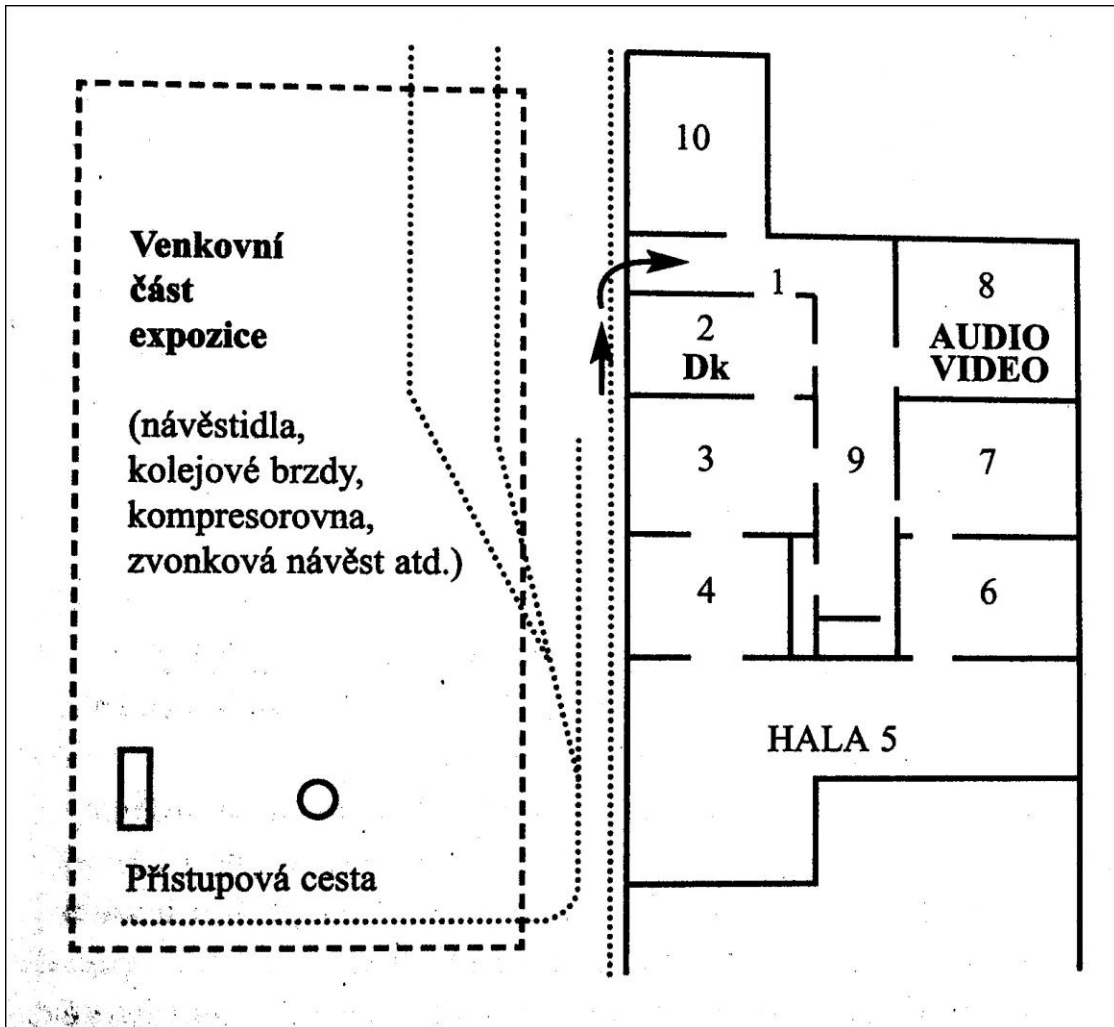 Venkovní
část
expozice
(návěstidla,
kolejové brzdy,
kompresorovna,
zvonková návěst atd.)
Přístupová cesta
10
1
2
Dk
8
AUDIO
VIDEO
3
9
7
4
6
HALA 5